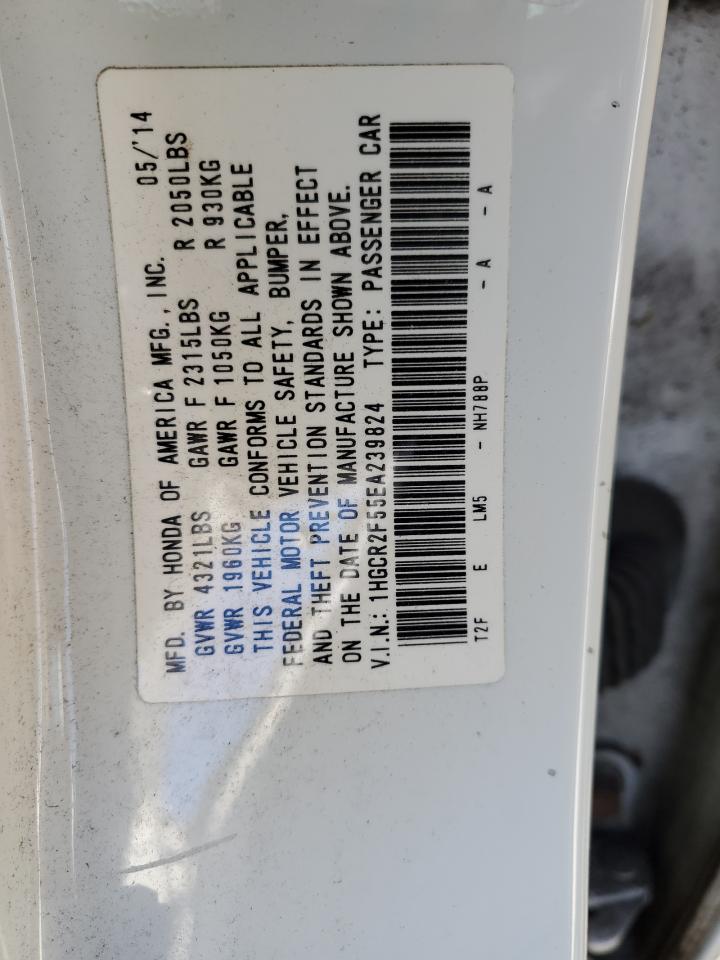 MFD. BY HONDA OF AMERICA MFG., INC. 05/'14
GVWR 4321LBS GAWR F 2315LBS R 2050LBS
GVWR 1960KG GAWR F 1050KG R 930KG
THIS VEHICLE CONFORMS TO ALL APPLICABLE
FEDERAL MOTOR VEHICLE SAFETY, BUMPER,
AND THEFT PREVENTION STANDARDS IN EFFECT
ON THE DATE OF MANUFACTURE SHOWN ABOVE.
V.I.N.: 1HGCR2F55EA239824 TYPE: PASSENGER CAR
T2F E LM5 - NH788P - A - A